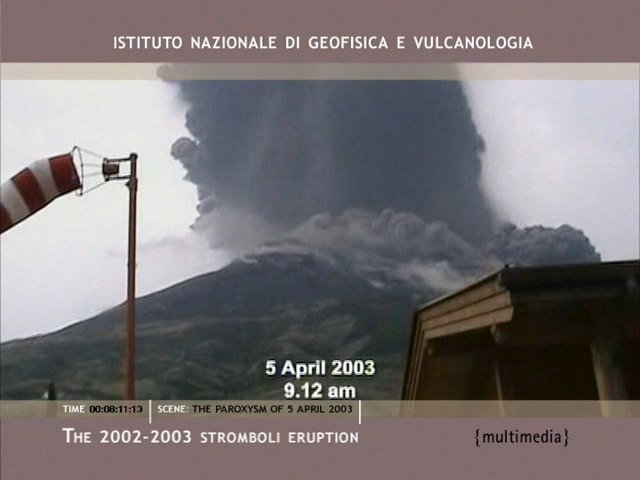 ISTITUTO NAZIONALE DI GEOFISICA E VULCANOLOGIA
5 April 2003
9.12 am
TIME 00:08:11:13 SCENE: THE PAROXYSM OF 5 APRIL 2003
THE 2002-2003 STROMBOLI ERUPTION {multimedia}